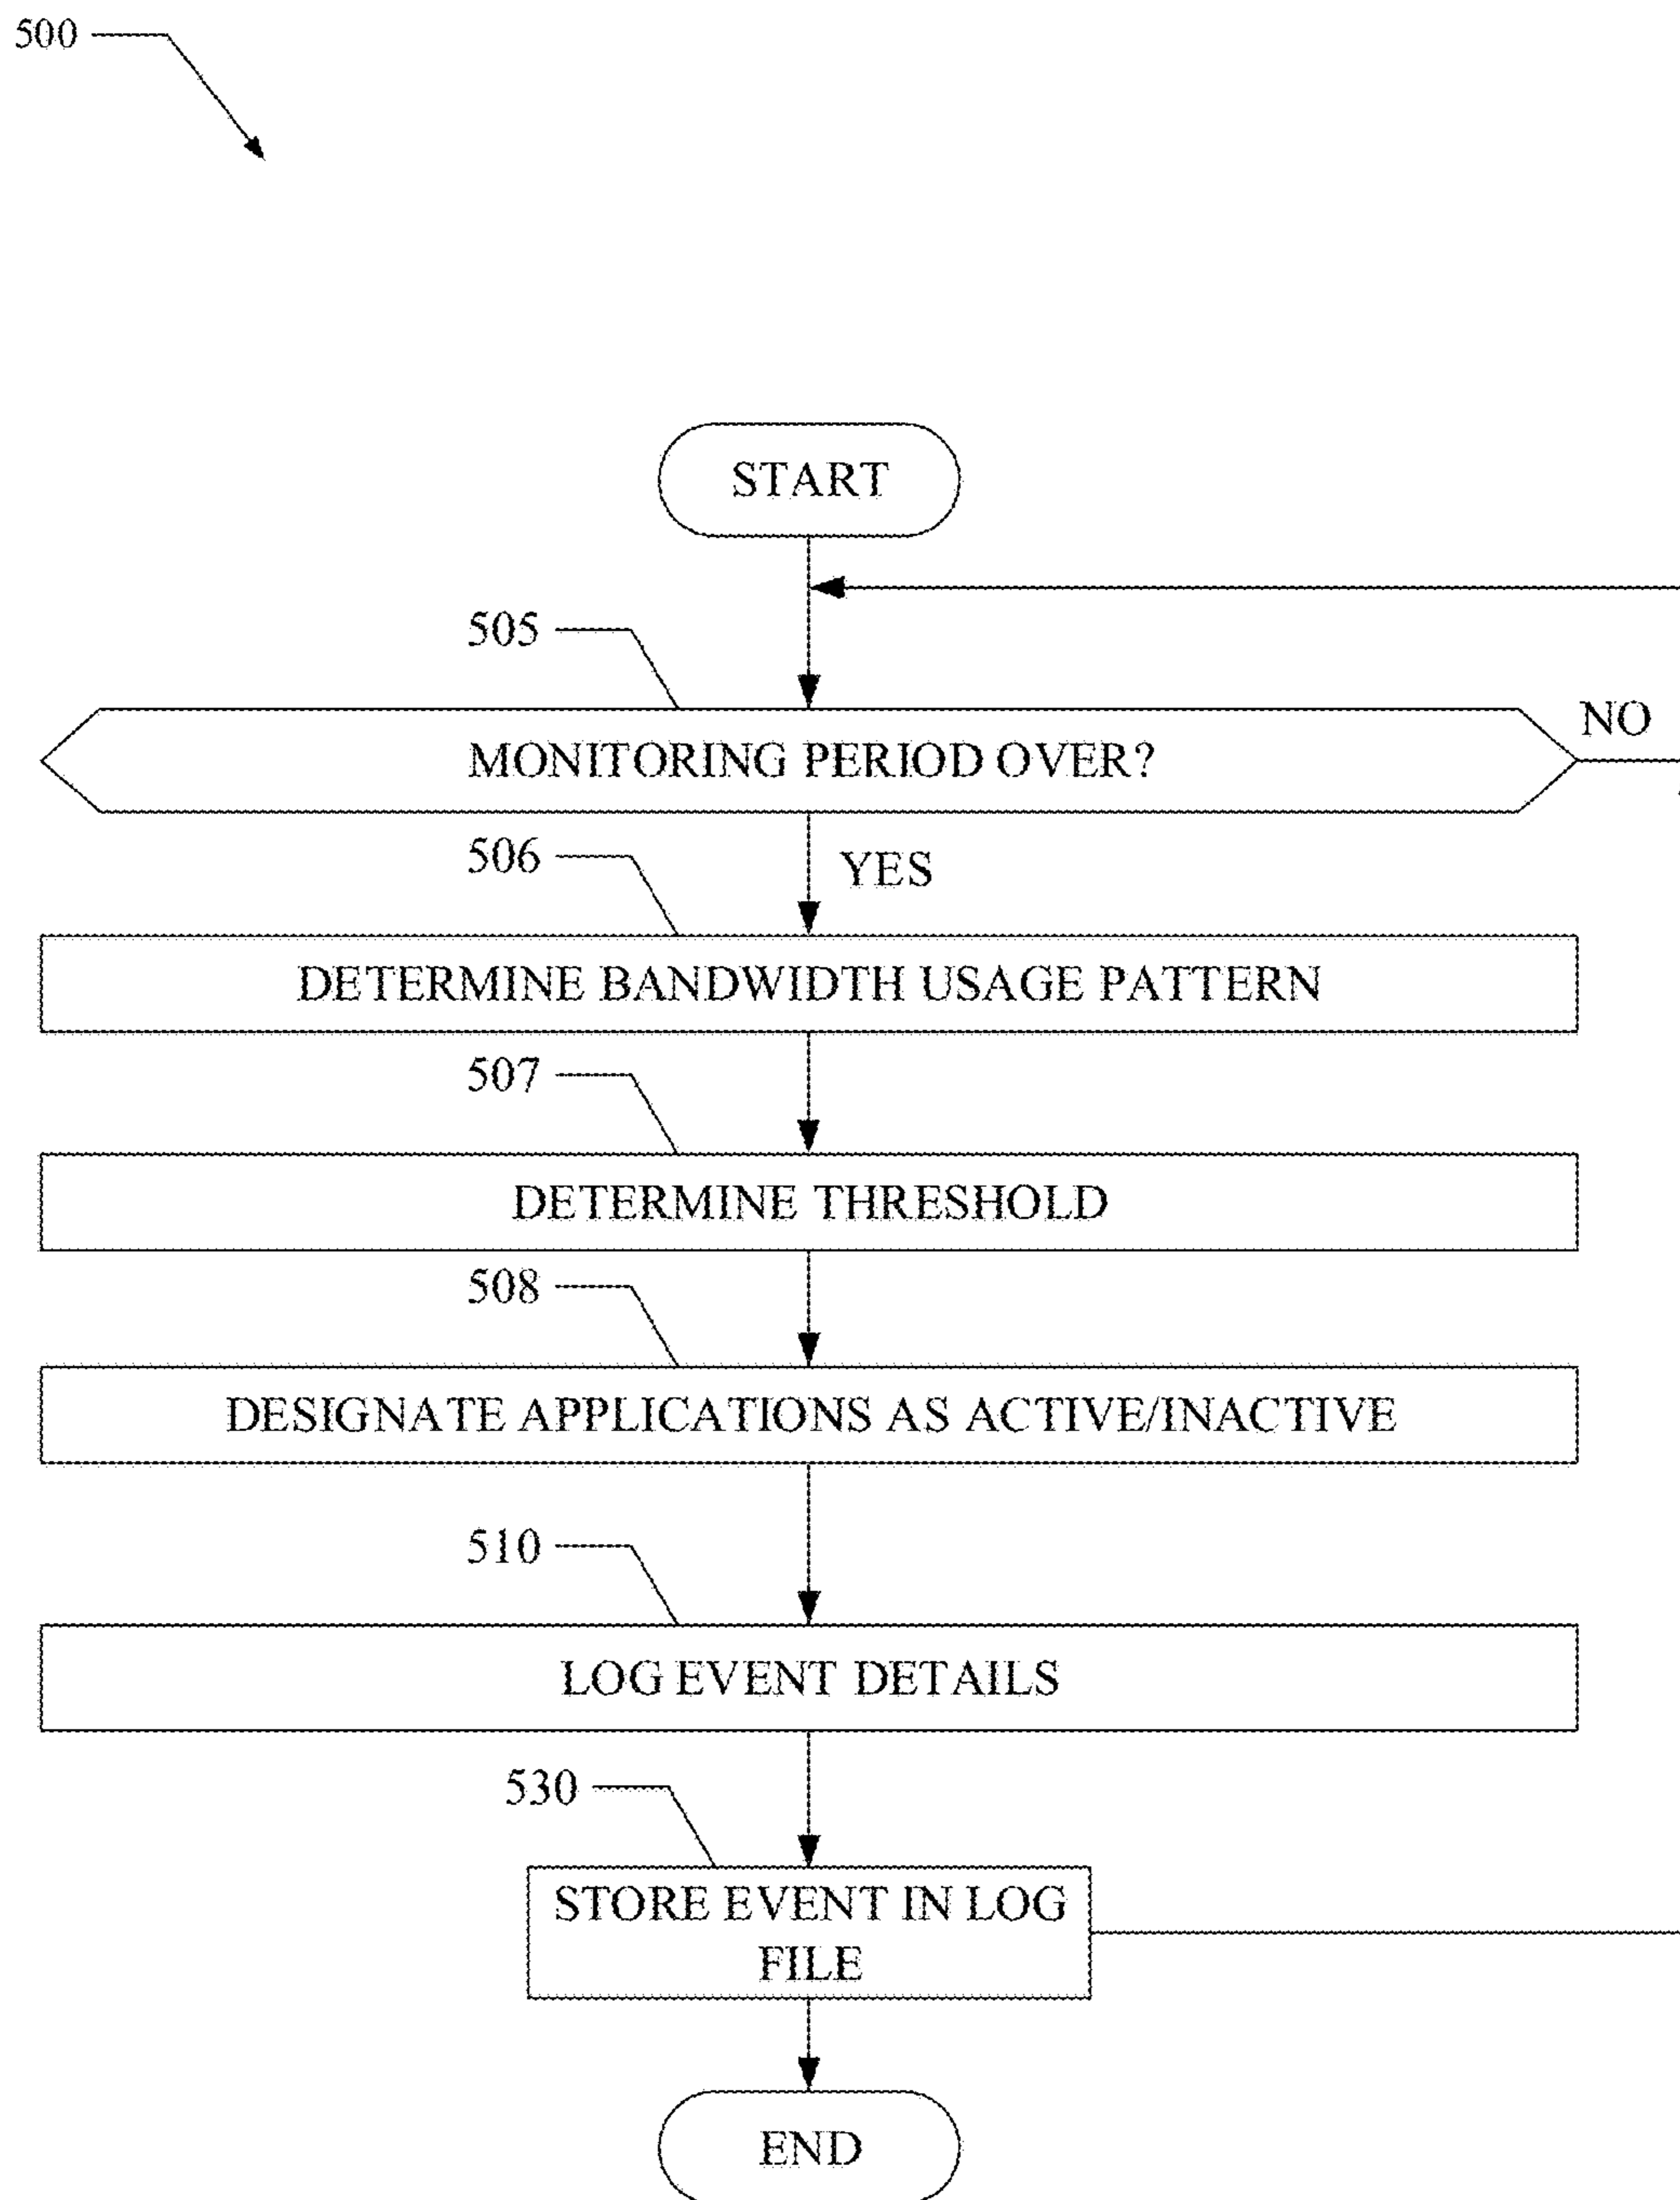 500
START
505
MONITORING PERIOD OVER?
NO
506
YES
DETERMINE BANDWIDTH USAGE PATTERN
507
DETERMINE THRESHOLD
508
DESIGNATE APPLICATIONS AS ACTIVE/INACTIVE
510
LOG EVENT DETAILS
530
STORE EVENT IN LOG
FILE
END